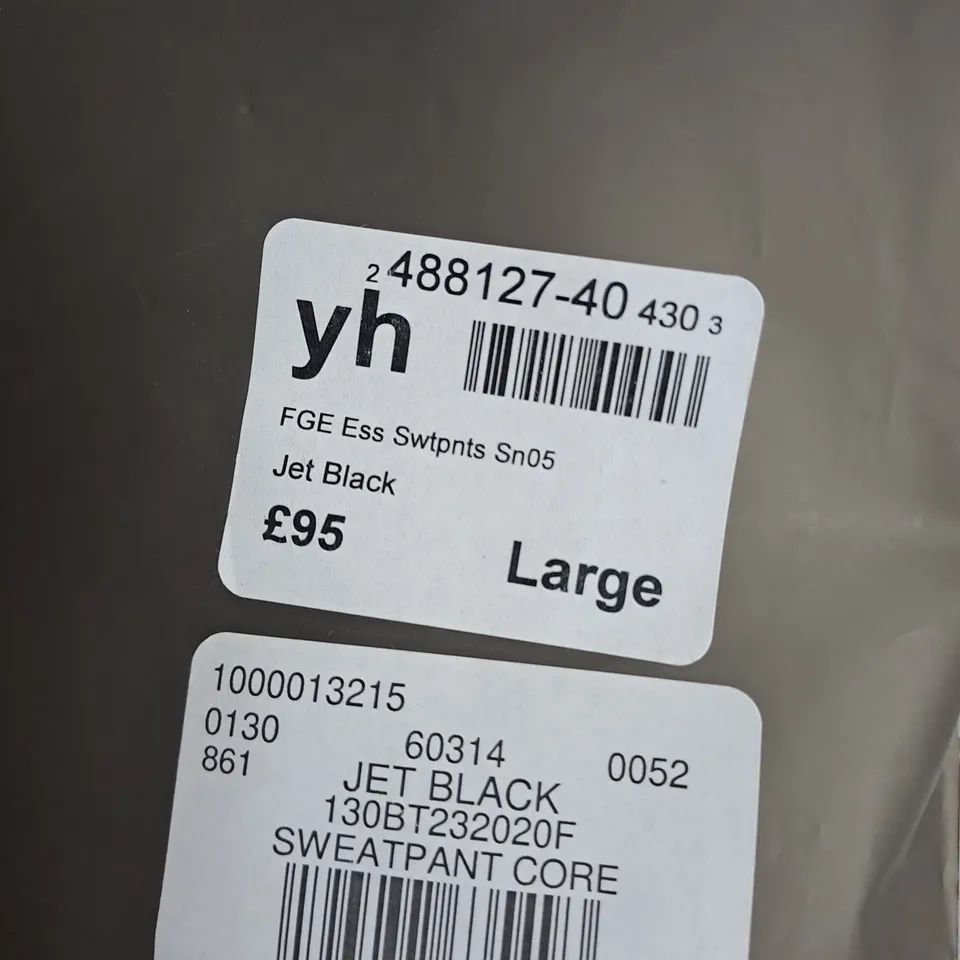 2 488127-40 430 3
yh
FGE Ess Swtpnts Sn05
Jet Black
£95
Large
1000013215
0130 60314 0052
861
JET BLACK
130BT232020F
SWEATPANT CORE